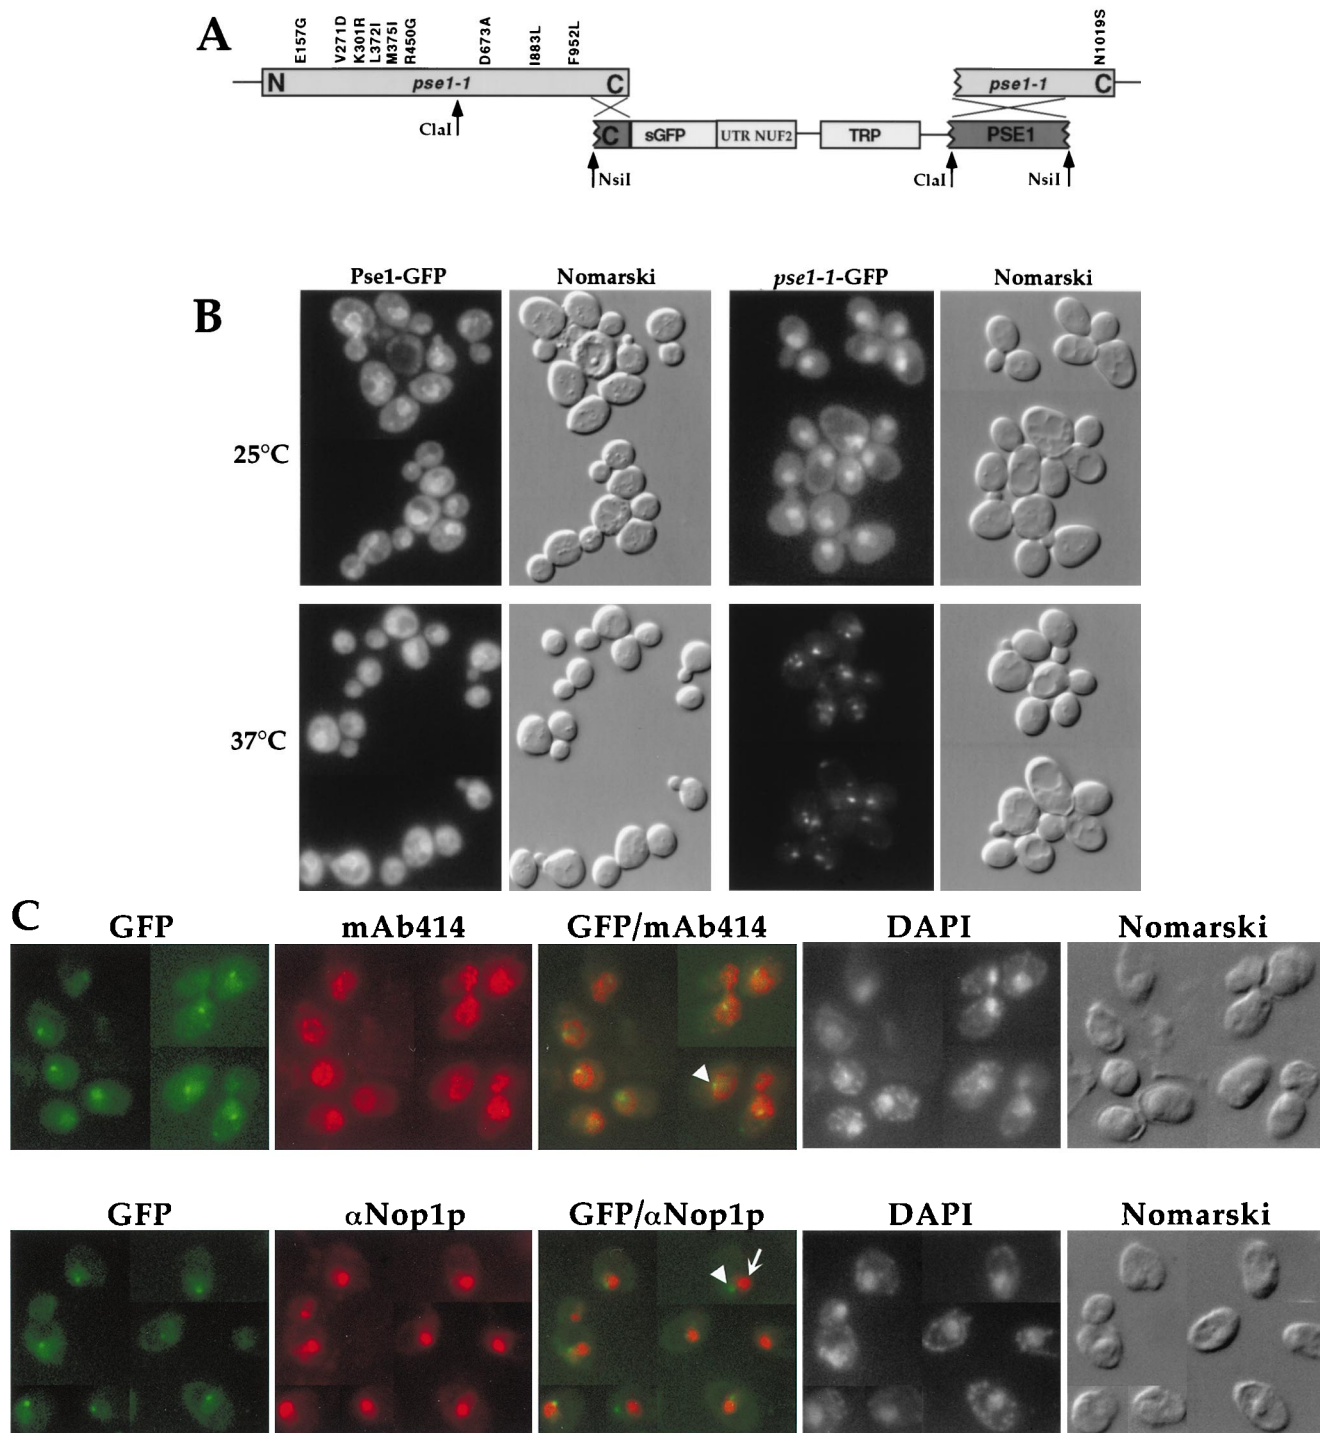 A
E157G
V271D
K301R
L372I
M375I
R450G
D673A
I883L
F952L
N1019S
N pse1-1 C
pse1-1 C
ClaI
C sGFP UTR NUF2 TRP PSE1
NsiI
ClaI
NsiI
B
Pse1-GFP Nomarski pse1-1-GFP Nomarski
25°C
37°C
C
GFP mAb414 GFP/mAb414 DAPI Nomarski
GFP αNop1p GFP/αNop1p DAPI Nomarski